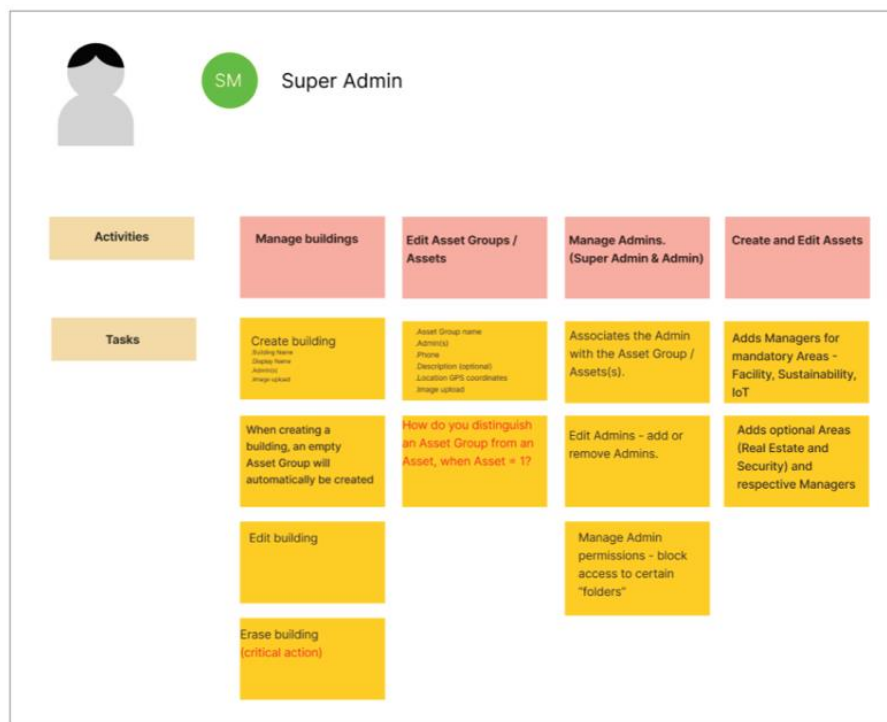 SM
Super Admin
Activities
Manage buildings
Edit Asset Groups /
Assets
Manage Admins.
(Super Admin & Admin)
Create and Edit Assets
Tasks
Create building
.Building Name
.Display Name
.Admin(s)
.Image upload
.Asset Group name
.Admin(s)
.Phone
.Description (optional)
.Location GPS coordinates
.Image upload
Associates the Admin
with the Asset Group /
Assets(s).
Adds Managers for
mandatory Areas -
Facility, Sustainability,
IoT
When creating a
building, an empty
Asset Group will
automatically be created
How do you distinguish
an Asset Group from an
Asset, when Asset = 1?
Edit Admins - add or
remove Admins.
Adds optional Areas
(Real Estate and
Security) and
respective Managers
Edit building
Manage Admin
permissions - block
access to certain
"folders"
Erase building
(critical action)